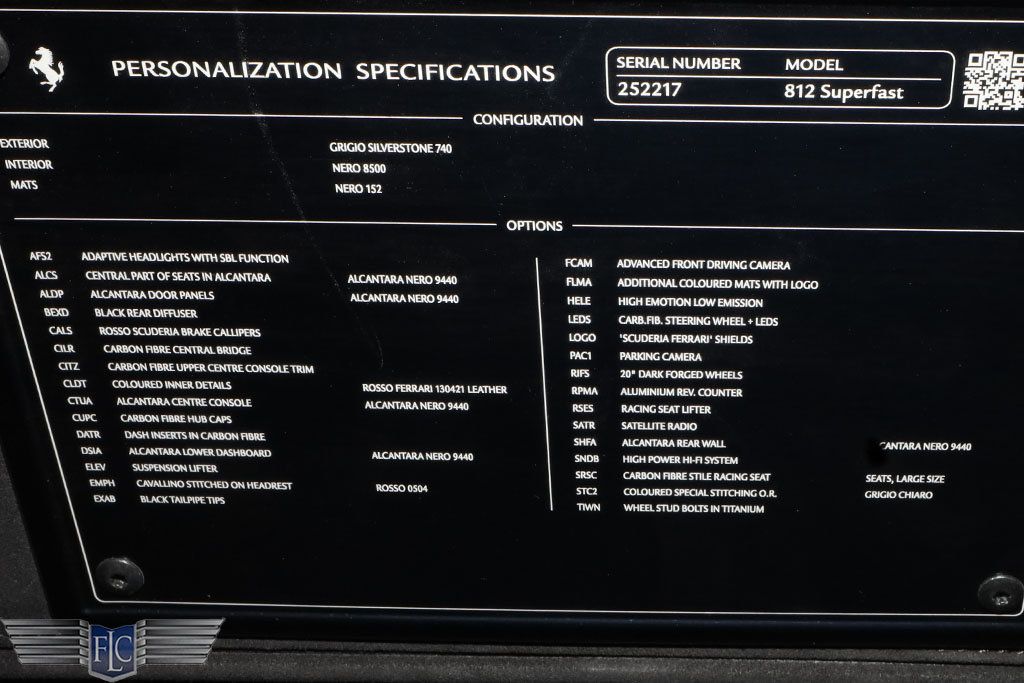 PERSONALIZATION SPECIFICATIONS
SERIAL NUMBER MODEL
252217 812 Superfast
CONFIGURATION
EXTERIOR GRIGIO SILVERSTONE 740
INTERIOR NERO 8500
MATS NERO 152
OPTIONS
AFS2 ADAPTIVE HEADLIGHTS WITH SBL FUNCTION
ALCS CENTRAL PART OF SEATS IN ALCANTARA ALCANTARA NERO 9440
ALDP ALCANTARA DOOR PANELS ALCANTARA NERO 9440
BEXD BLACK REAR DIFFUSER
CALS ROSSO SCUDERIA BRAKE CALLIPERS
CILR CARBON FIBRE CENTRAL BRIDGE
CITZ CARBON FIBRE UPPER CENTRE CONSOLE TRIM
CLDT COLOURED INNER DETAILS ROSSO FERRARI 130421 LEATHER
CTUA ALCANTARA CENTRE CONSOLE ALCANTARA NERO 9440
CUPC CARBON FIBRE HUB CAPS
DATR DASH INSERTS IN CARBON FIBRE
DSIA ALCANTARA LOWER DASHBOARD ALCANTARA NERO 9440
ELEV SUSPENSION LIFTER
EMPH CAVALLINO STITCHED ON HEADREST ROSSO 0504
EXAB BLACK TAILPIPE TIPS
FCAM ADVANCED FRONT DRIVING CAMERA
FLMA ADDITIONAL COLOURED MATS WITH LOGO
HELE HIGH EMOTION LOW EMISSION
LEDS CARB.FIB. STEERING WHEEL + LEDS
LOGO 'SCUDERIA FERRARI' SHIELDS
PAC1 PARKING CAMERA
RIFS 20" DARK FORGED WHEELS
RPMA ALUMINIUM REV. COUNTER
RSES RACING SEAT LIFTER
SATR SATELLITE RADIO
SHFA ALCANTARA REAR WALL CANTARA NERO 9440
SNDB HIGH POWER HI-FI SYSTEM
SRSC CARBON FIBRE STILE RACING SEAT SEATS, LARGE SIZE
STC2 COLOURED SPECIAL STITCHING O.R. GRIGIO CHIARO
TIWN WHEEL STUD BOLTS IN TITANIUM
FLC